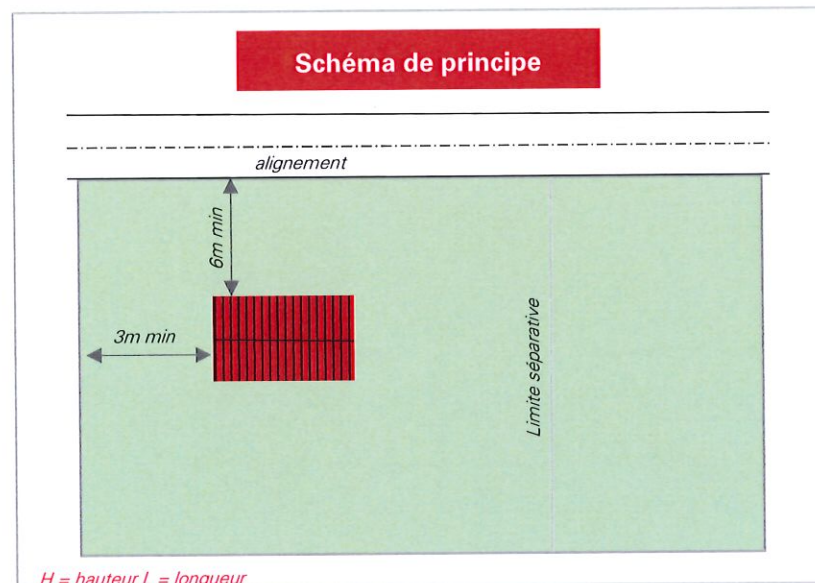 Schéma de principe
alignement
6m min
3m min
Limite séparative
H = hauteur L = longueur